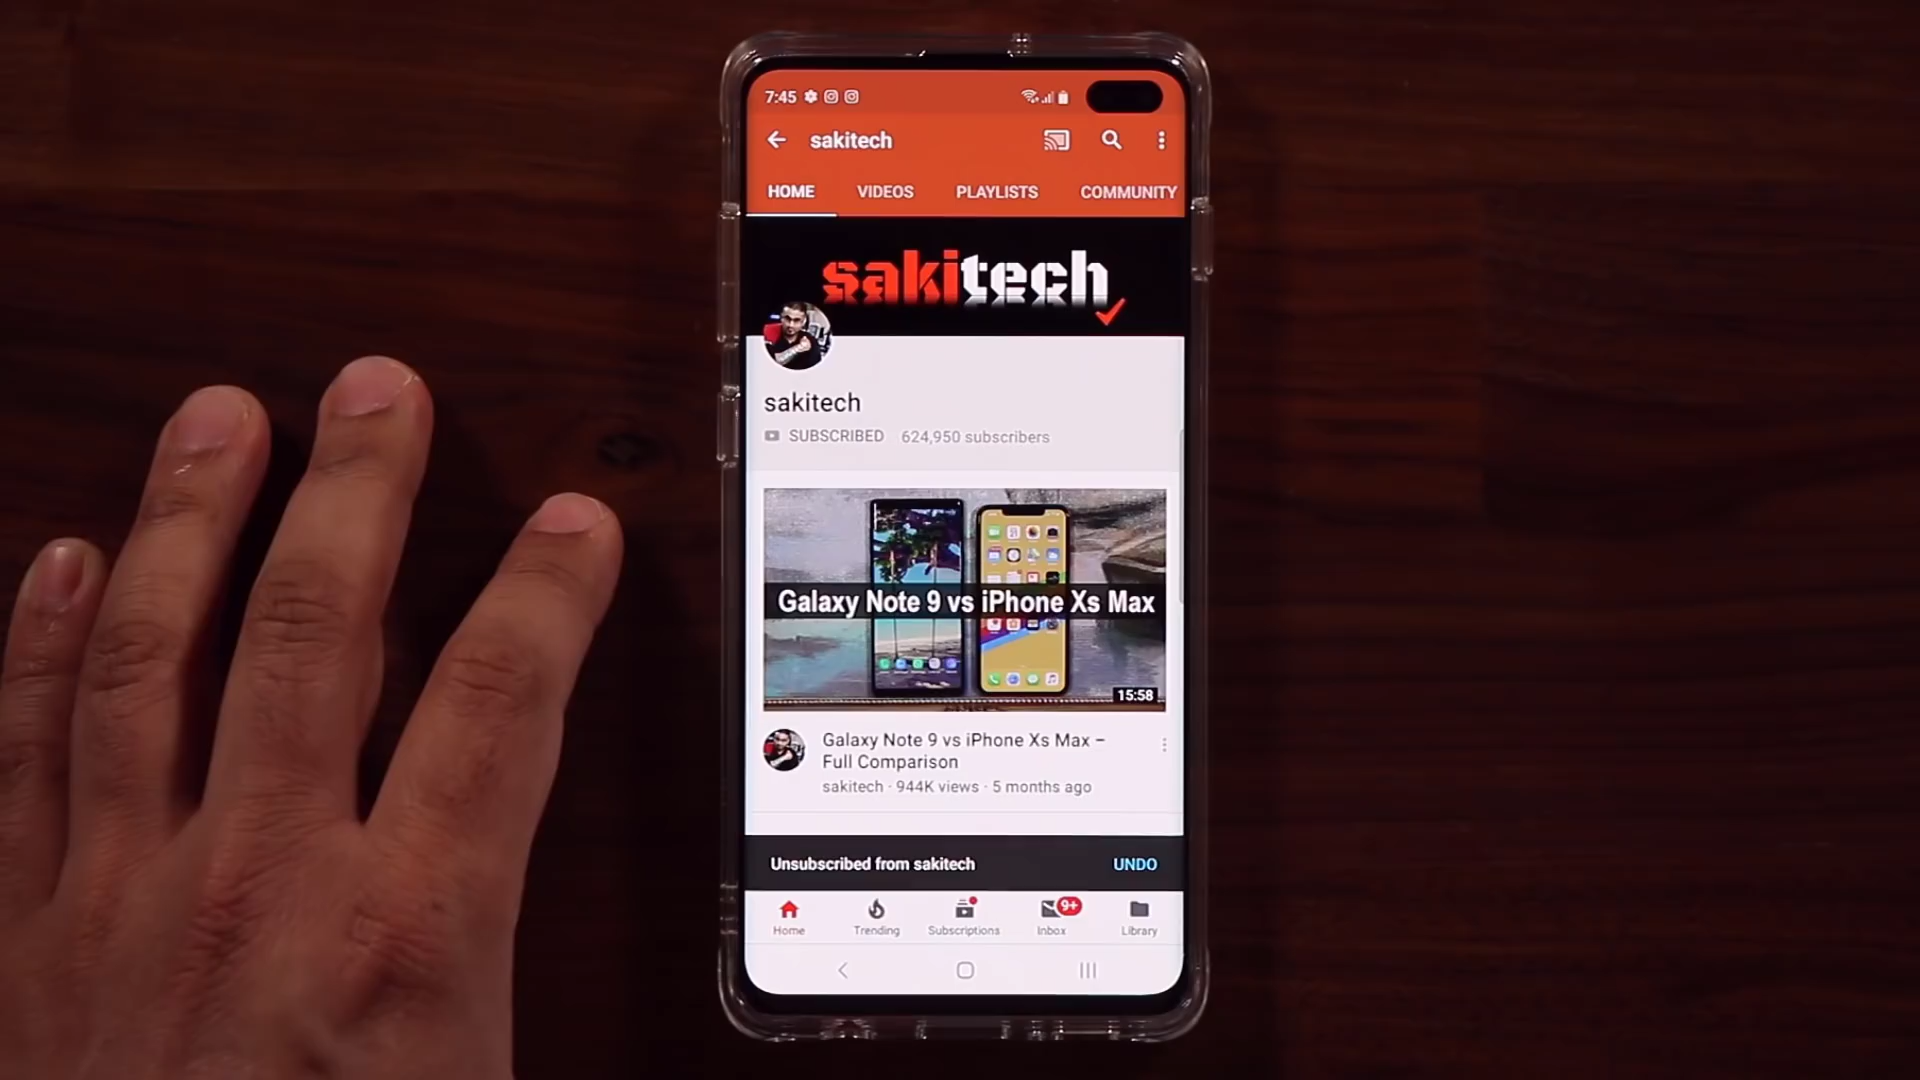 7:45
sakitech
HOME VIDEOS PLAYLISTS COMMUNITY
sakitech
sakitech
SUBSCRIBED 624,950 subscribers
Galaxy Note 9 vs iPhone Xs Max
15:58
Galaxy Note 9 vs iPhone Xs Max –
Full Comparison
sakitech · 944K views · 5 months ago
Unsubscribed from sakitech UNDO
9+
Home Trending Subscriptions Inbox Library